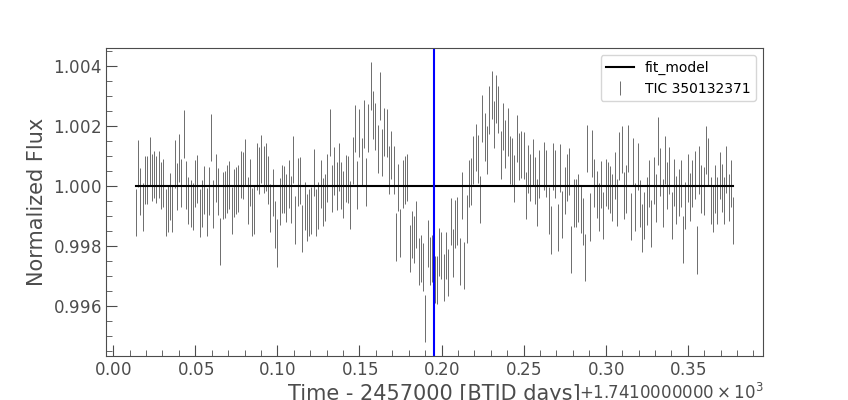 1.004
1.002
1.000
0.998
0.996
Normalized Flux
fit_model
TIC 350132371
0.00 0.05 0.10 0.15 0.20 0.25 0.30 0.35
Time - 2457000 [BTJD days]
+1.7410000000 × 10³